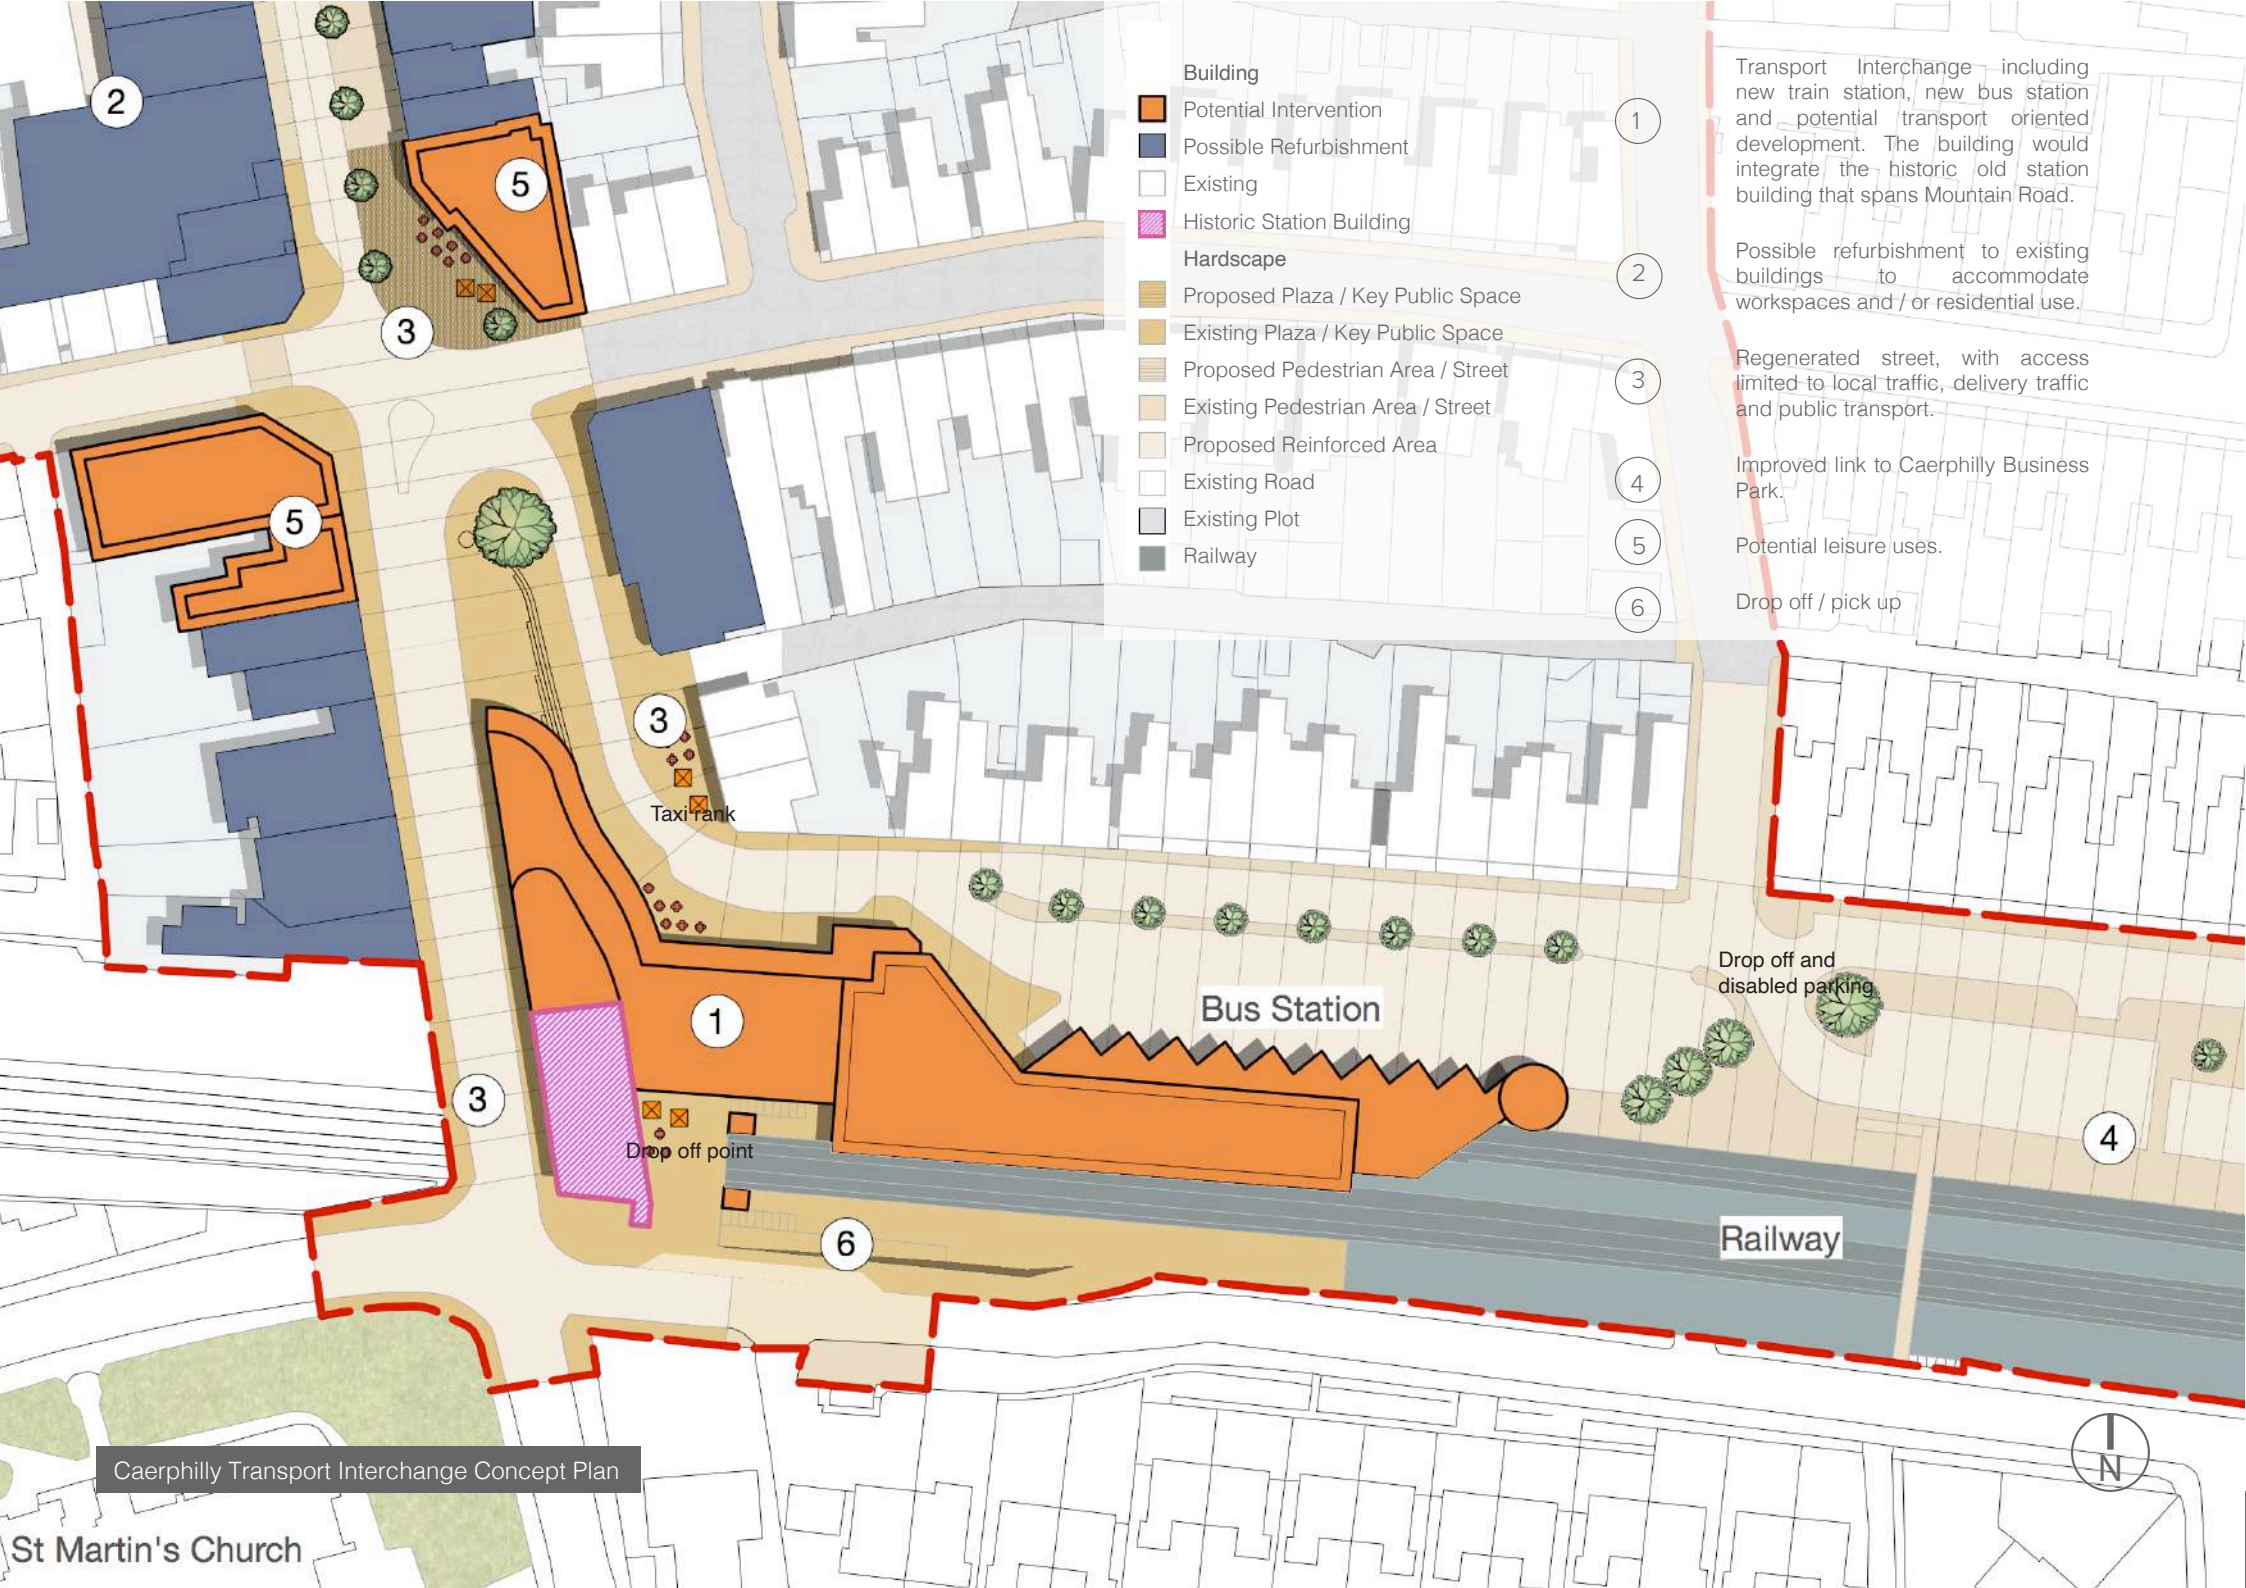 Building
Potential Intervention
Possible Refurbishment
Existing
Historic Station Building
Hardscape
Proposed Plaza / Key Public Space
Existing Plaza / Key Public Space
Proposed Pedestrian Area / Street
Existing Pedestrian Area / Street
Proposed Reinforced Area
Existing Road
Existing Plot
Railway
1
Transport Interchange including
new train station, new bus station
and potential transport oriented
development. The building would
integrate the historic old station
building that spans Mountain Road.
2
Possible refurbishment to existing
buildings to accommodate
workspaces and / or residential use.
3
Regenerated street, with access
limited to local traffic, delivery traffic
and public transport.
4
Improved link to Caerphilly Business
Park.
5
Potential leisure uses.
6
Drop off / pick up
2
5
3
5
3
Taxi rank
Drop off and
disabled parking
Bus Station
1
3
4
Drop off point
6
Railway
N
Caerphilly Transport Interchange Concept Plan
St Martin's Church